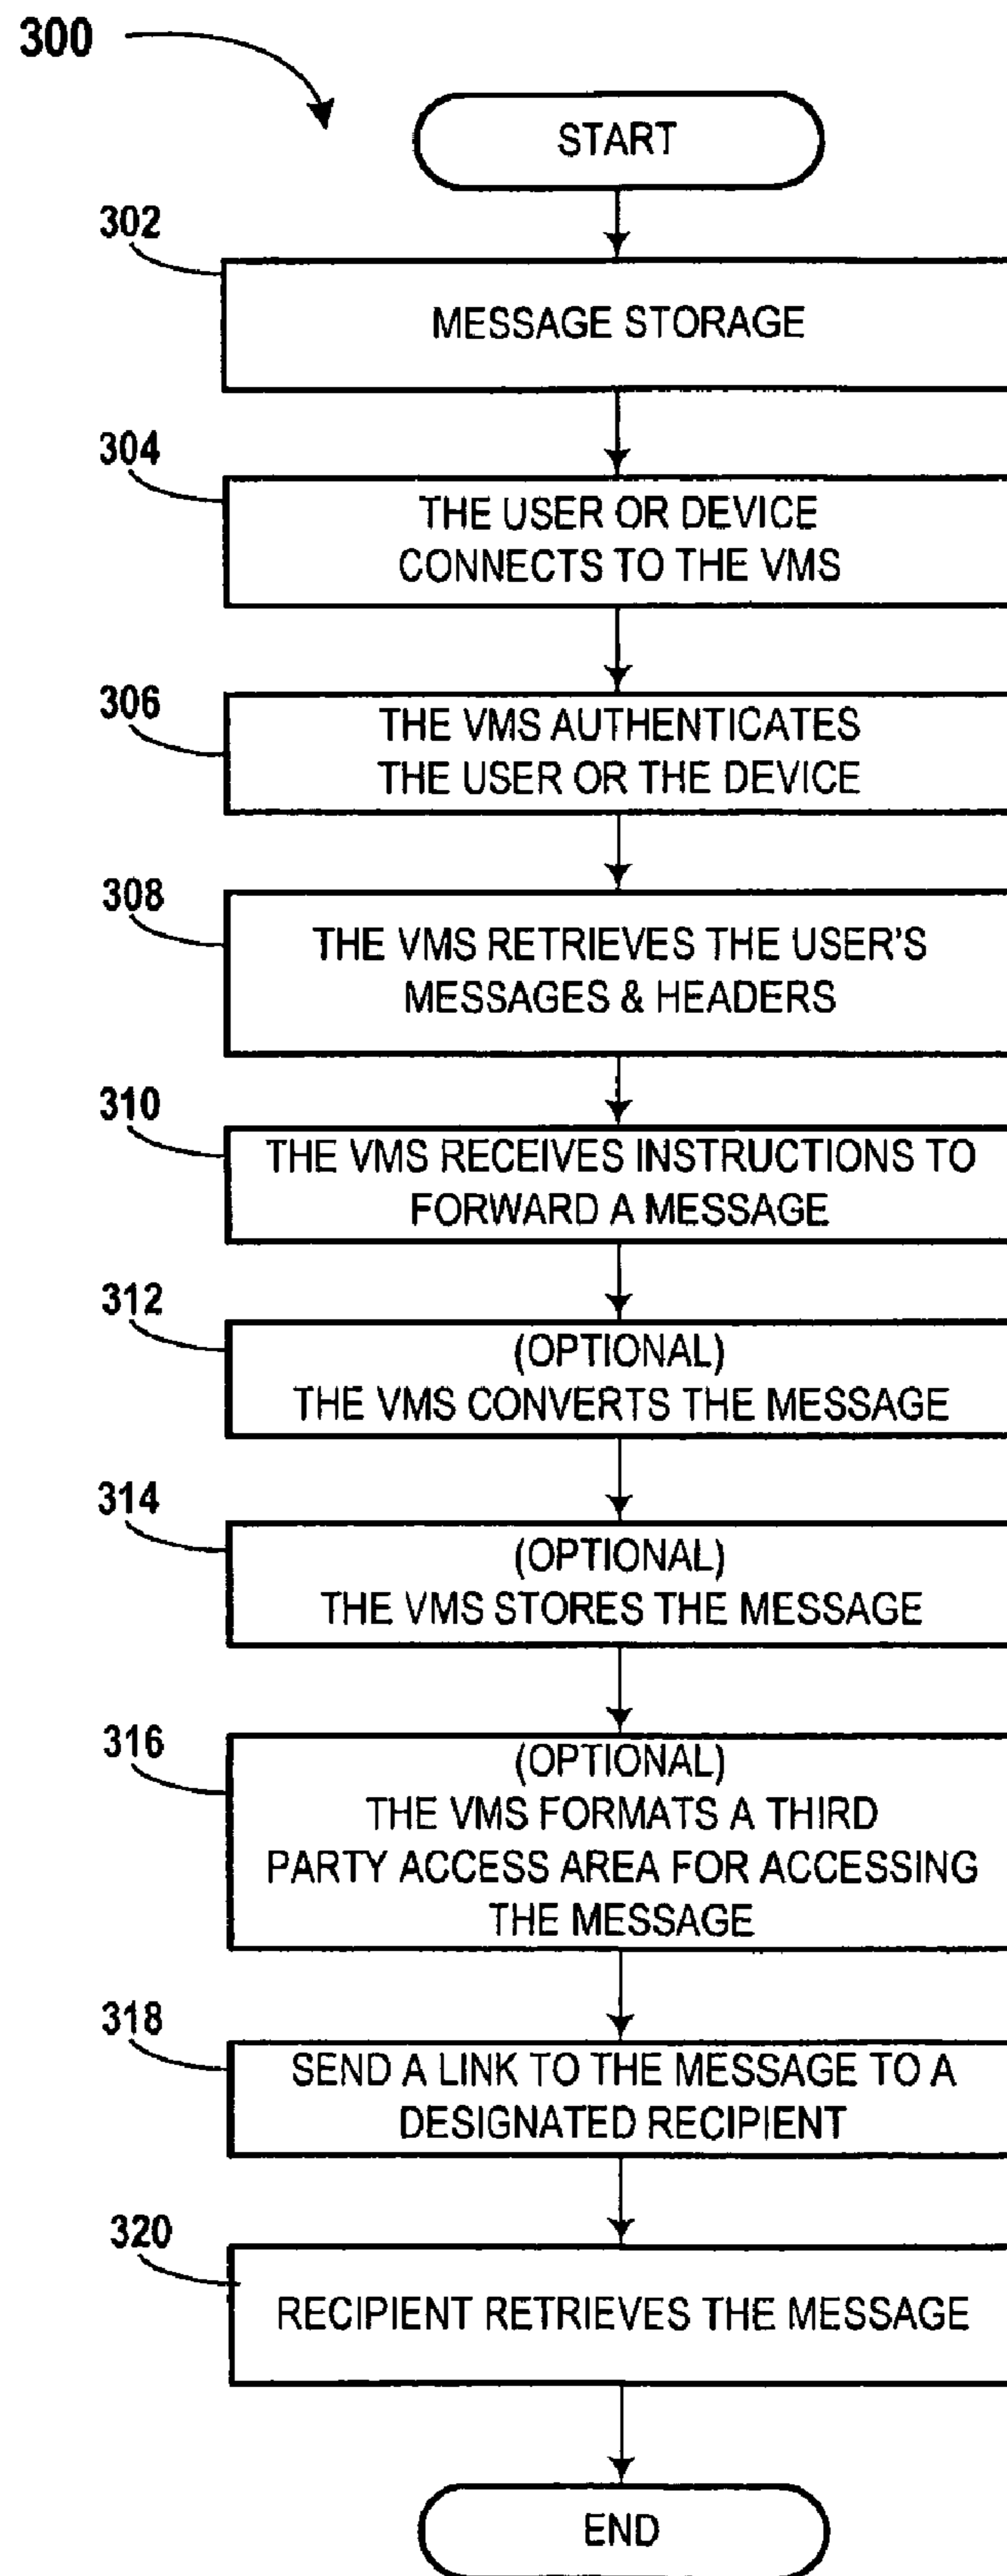 300
START
302
MESSAGE STORAGE
304
THE USER OR DEVICE
CONNECTS TO THE VMS
306
THE VMS AUTHENTICATES
THE USER OR THE DEVICE
308
THE VMS RETRIEVES THE USER'S
MESSAGES & HEADERS
310
THE VMS RECEIVES INSTRUCTIONS TO
FORWARD A MESSAGE
312
(OPTIONAL)
THE VMS CONVERTS THE MESSAGE
314
(OPTIONAL)
THE VMS STORES THE MESSAGE
316
(OPTIONAL)
THE VMS FORMATS A THIRD
PARTY ACCESS AREA FOR ACCESSING
THE MESSAGE
318
SEND A LINK TO THE MESSAGE TO A
DESIGNATED RECIPIENT
320
RECIPIENT RETRIEVES THE MESSAGE
END